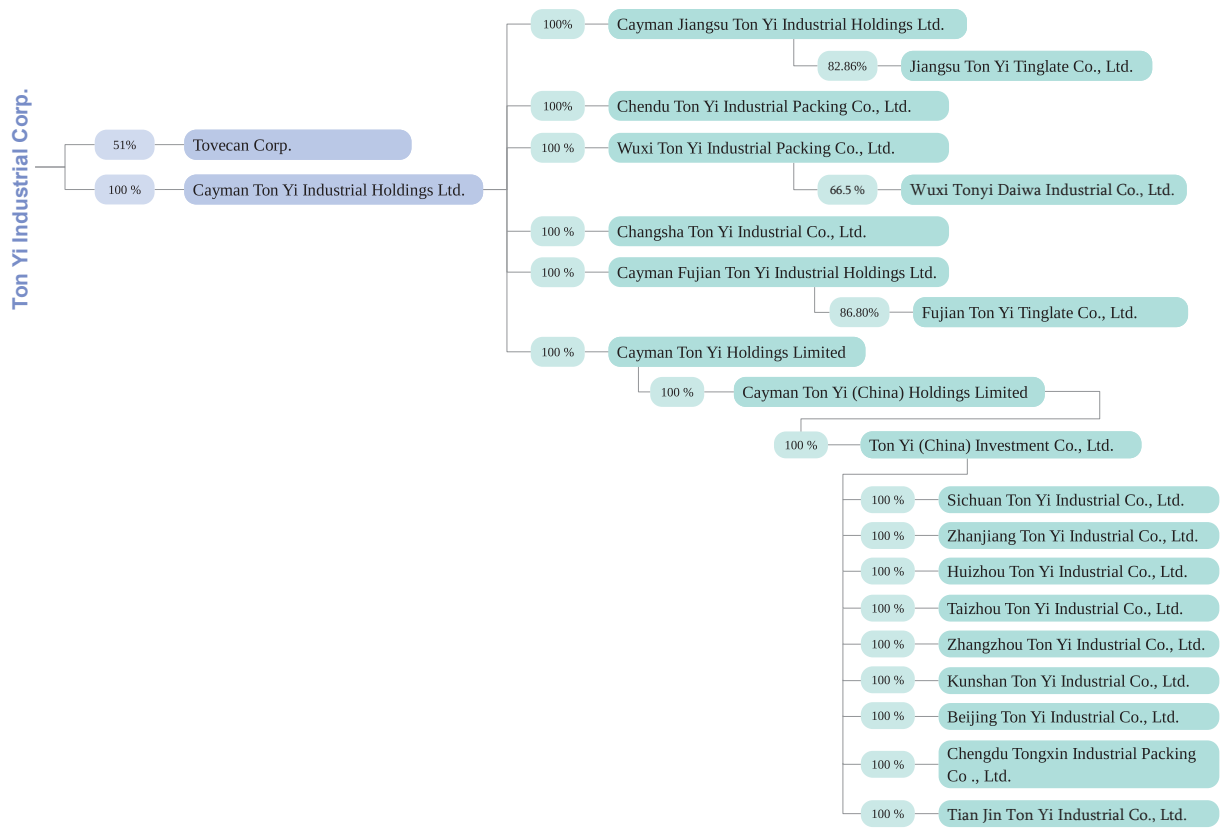 Ton Yi Industrial Corp.
51%
Tovecan Corp.
100 %
Cayman Ton Yi Industrial Holdings Ltd.
100%
Cayman Jiangsu Ton Yi Industrial Holdings Ltd.
82.86%
Jiangsu Ton Yi Tinglate Co., Ltd.
100%
Chendu Ton Yi Industrial Packing Co., Ltd.
100 %
Wuxi Ton Yi Industrial Packing Co., Ltd.
66.5 %
Wuxi Tonyi Daiwa Industrial Co., Ltd.
100 %
Changsha Ton Yi Industrial Co., Ltd.
100 %
Cayman Fujian Ton Yi Industrial Holdings Ltd.
86.80%
Fujian Ton Yi Tinglate Co., Ltd.
100 %
Cayman Ton Yi Holdings Limited
100 %
Cayman Ton Yi (China) Holdings Limited
100 %
Ton Yi (China) Investment Co., Ltd.
100 %
Sichuan Ton Yi Industrial Co., Ltd.
100 %
Zhanjiang Ton Yi Industrial Co., Ltd.
100 %
Huizhou Ton Yi Industrial Co., Ltd.
100 %
Taizhou Ton Yi Industrial Co., Ltd.
100 %
Zhangzhou Ton Yi Industrial Co., Ltd.
100 %
Kunshan Ton Yi Industrial Co., Ltd.
100 %
Beijing Ton Yi Industrial Co., Ltd.
100 %
Chengdu Tongxin Industrial Packing
Co ., Ltd.
100 %
Tian Jin Ton Yi Industrial Co., Ltd.